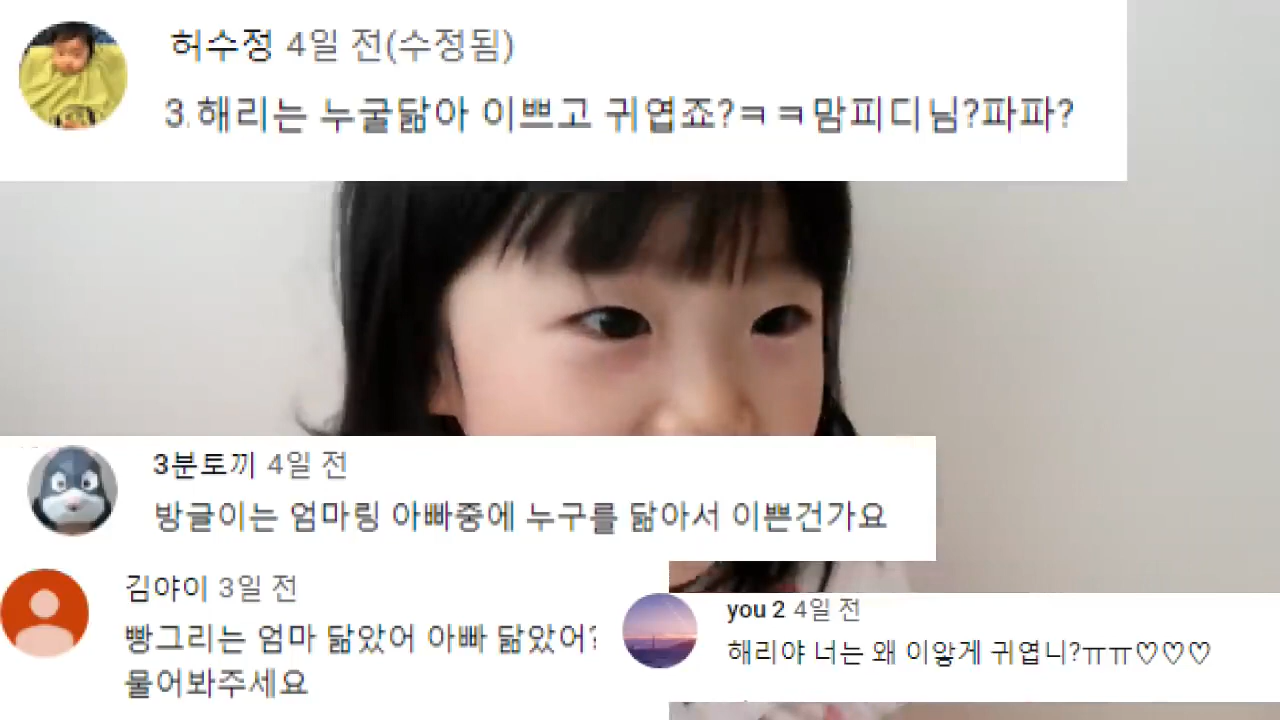 허수정 4일 전(수정됨)
3. 해리는 누굴닮아 이쁘고 귀엽죠?ㅋㅋ맘피디님?파파?
3분토끼 4일 전
방글이는 엄마링 아빠중에 누구를 닮아서 이쁜건가요
김야이 3일 전
빵그리는 엄마 닮았어 아빠 닮았어?
물어봐주세요
you 2 4일 전
해리야 너는 왜 이앟게 귀엽니?ㅠㅠ♡♡♡